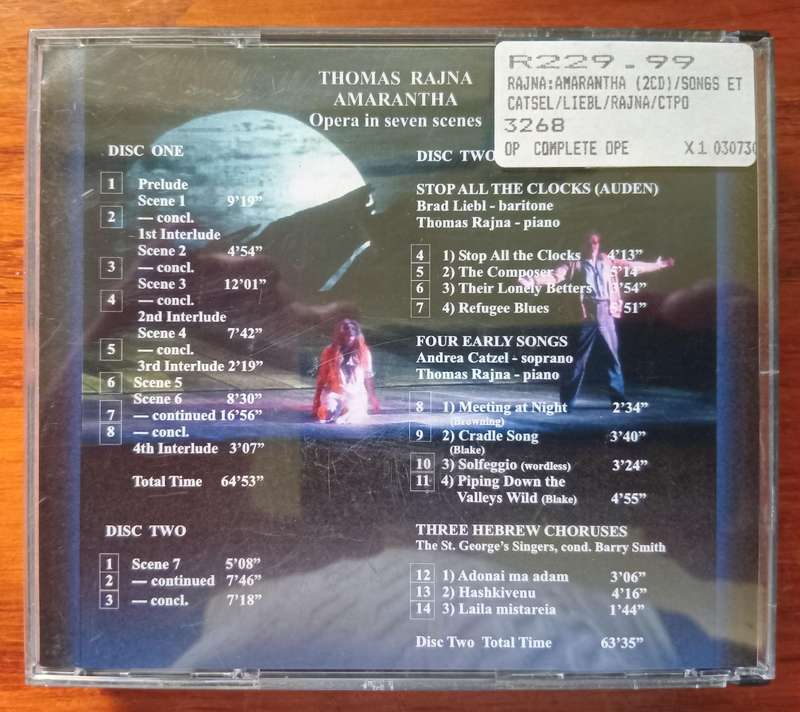 R229.99
RAJNA:AMARANTHA (2CD)/SONGS ET
CATSEL/LIEBL/RAJNA/CTPO
3268
OP COMPLETE OPE X1 030730
THOMAS RAJNA
AMARANTHA
Opera in seven scenes
DISC ONE
1 Prelude
Scene 1 9’19”
2 — concl.
1st Interlude
Scene 2 4’54”
3 — concl.
Scene 3 12’01”
4 — concl.
2nd Interlude
Scene 4 7’42”
5 — concl.
3rd Interlude 2’19”
6 Scene 5
Scene 6 8’30”
7 — continued 16’56”
8 — concl.
4th Interlude 3’07”
Total Time 64’53”
DISC TWO
1 Scene 7 5’08”
2 — continued 7’46”
3 — concl. 7’18”
DISC TWO
STOP ALL THE CLOCKS (AUDEN)
Brad Liebl - baritone
Thomas Rajna - piano
4 1) Stop All the Clocks 4’13”
5 2) The Composer 5’14”
6 3) Their Lonely Betters 3’54”
7 4) Refugee Blues 5’51”
FOUR EARLY SONGS
Andrea Catzel - soprano
Thomas Rajna - piano
8 1) Meeting at Night 2’34”
(Browning)
9 2) Cradle Song 3’40”
(Blake)
10 3) Solfeggio (wordless) 3’24”
11 4) Piping Down the
Valleys Wild (Blake) 4’55”
THREE HEBREW CHORUSES
The St. George’s Singers, cond. Barry Smith
12 1) Adonai ma adam 3’06”
13 2) Hashkivenu 4’16”
14 3) Laila mistareia 1’44”
Disc Two Total Time 63’35”